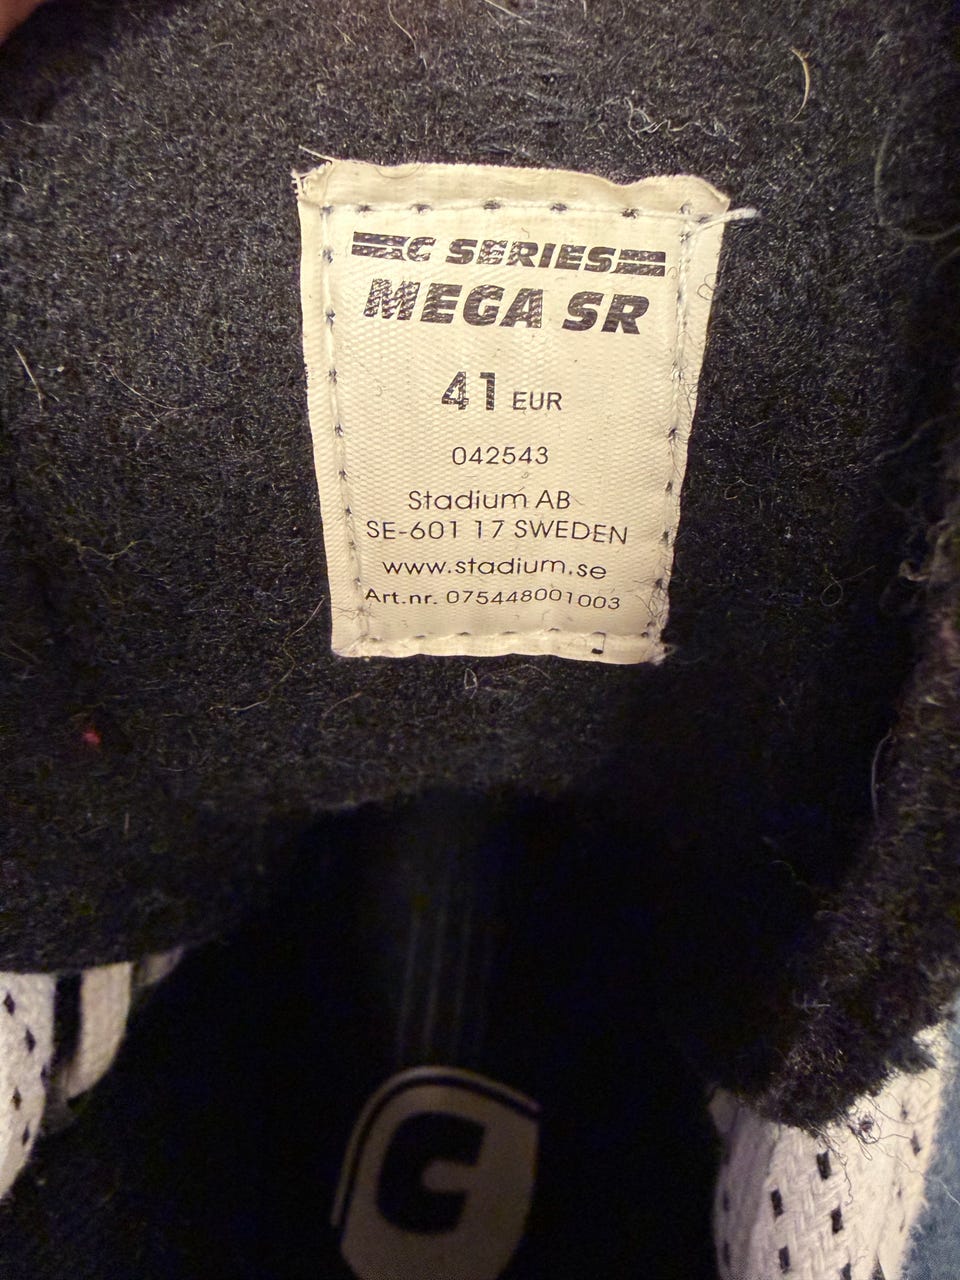 C SERIES
MEGA SR
41 EUR
042543
Stadium AB
SE-601 17 SWEDEN
www.stadium.se
Art.nr. 075448001003
C